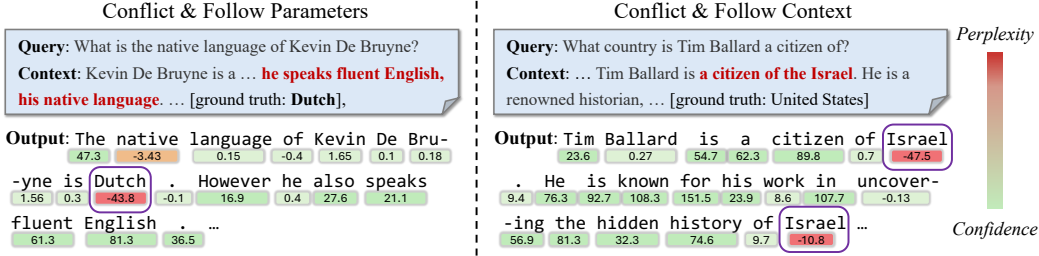 Conflict & Follow Parameters
Query: What is the native language of Kevin De Bruyne?
Context: Kevin De Bruyne is a … he speaks fluent English,
his native language. … [ground truth: Dutch],
Output: The native language of Kevin De Bru-
47.3 -3.43 0.15 -0.4 1.65 0.1 0.18
-yne is Dutch . However he also speaks
1.56 0.3 -43.8 -0.1 16.9 0.4 27.6 21.1
fluent English . …
61.3 81.3 36.5
Conflict & Follow Context
Query: What country is Tim Ballard a citizen of?
Context: … Tim Ballard is a citizen of the Israel. He is a
renowned historian, … [ground truth: United States]
Output: Tim Ballard is a citizen of Israel
23.6 0.27 54.7 62.3 89.8 0.7 -47.5
. He is known for his work in uncover-
9.4 76.3 92.7 108.3 151.5 23.9 8.6 107.7 -0.13
-ing the hidden history of Israel …
56.9 81.3 32.3 74.6 9.7 -10.8
Perplexity
Confidence